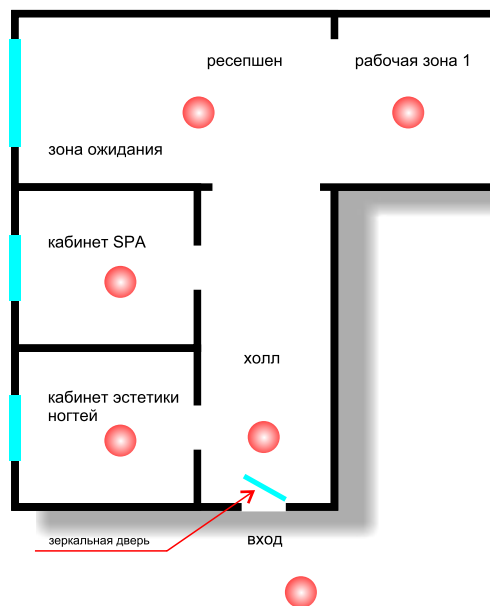 ресепшен
рабочая зона 1
зона ожидания
кабинет SPA
холл
кабинет эстетики
ногтей
зеркальная дверь
вход